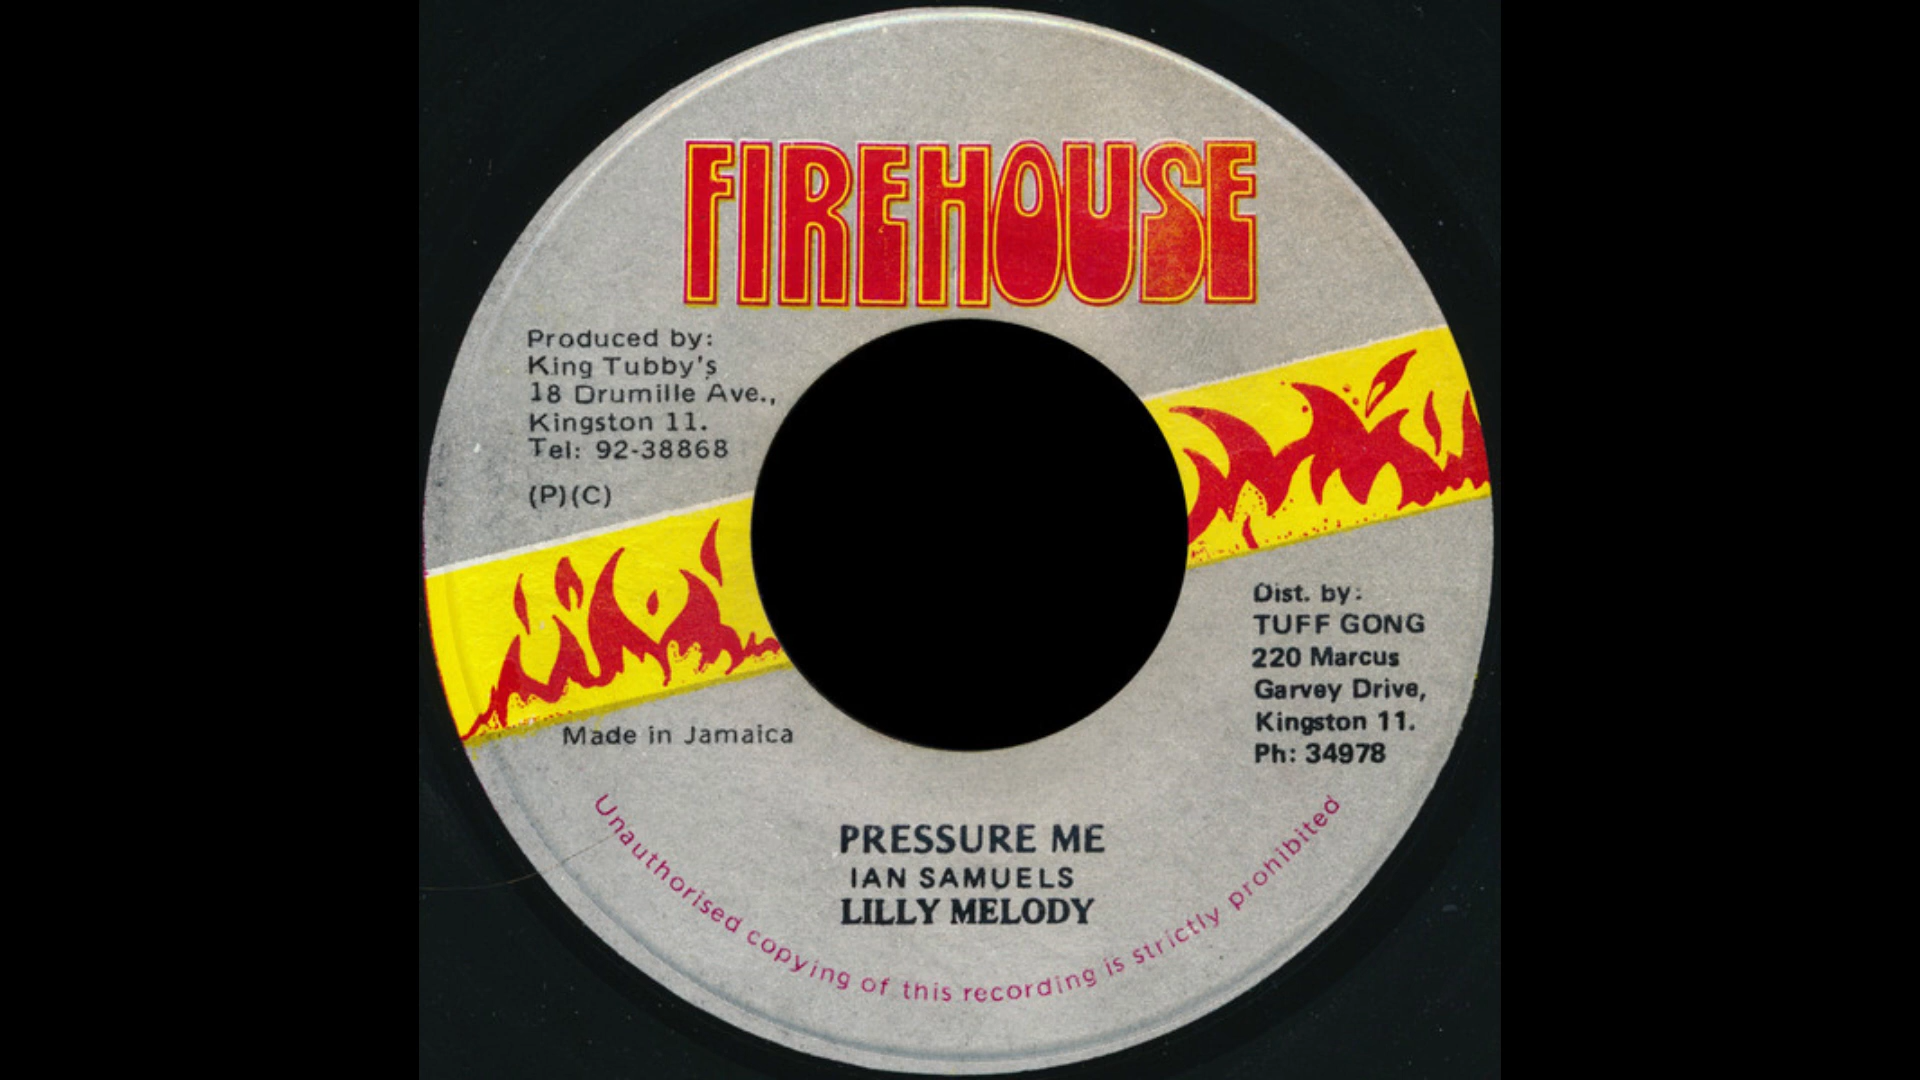 FIREHOUSE
Produced by:
King Tubby's
18 Drumille Ave.,
Kingston 11.
Tel: 92-38868
(P)(C)
Dist. by:
TUFF GONG
220 Marcus
Garvey Drive,
Kingston 11.
Ph: 34978
Made in Jamaica
PRESSURE ME
IAN SAMUELS
LILLY MELODY
Unauthorised copying of this recording is strictly prohibited